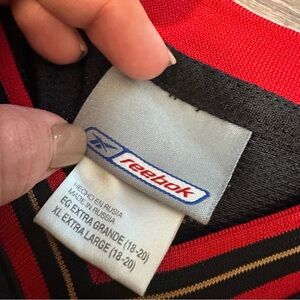 Reebok
HECHO EN RUSIA
MADE IN RUSSIA
EG EXTRA GRANDE (18-20)
XL EXTRA LARGE (18-20)